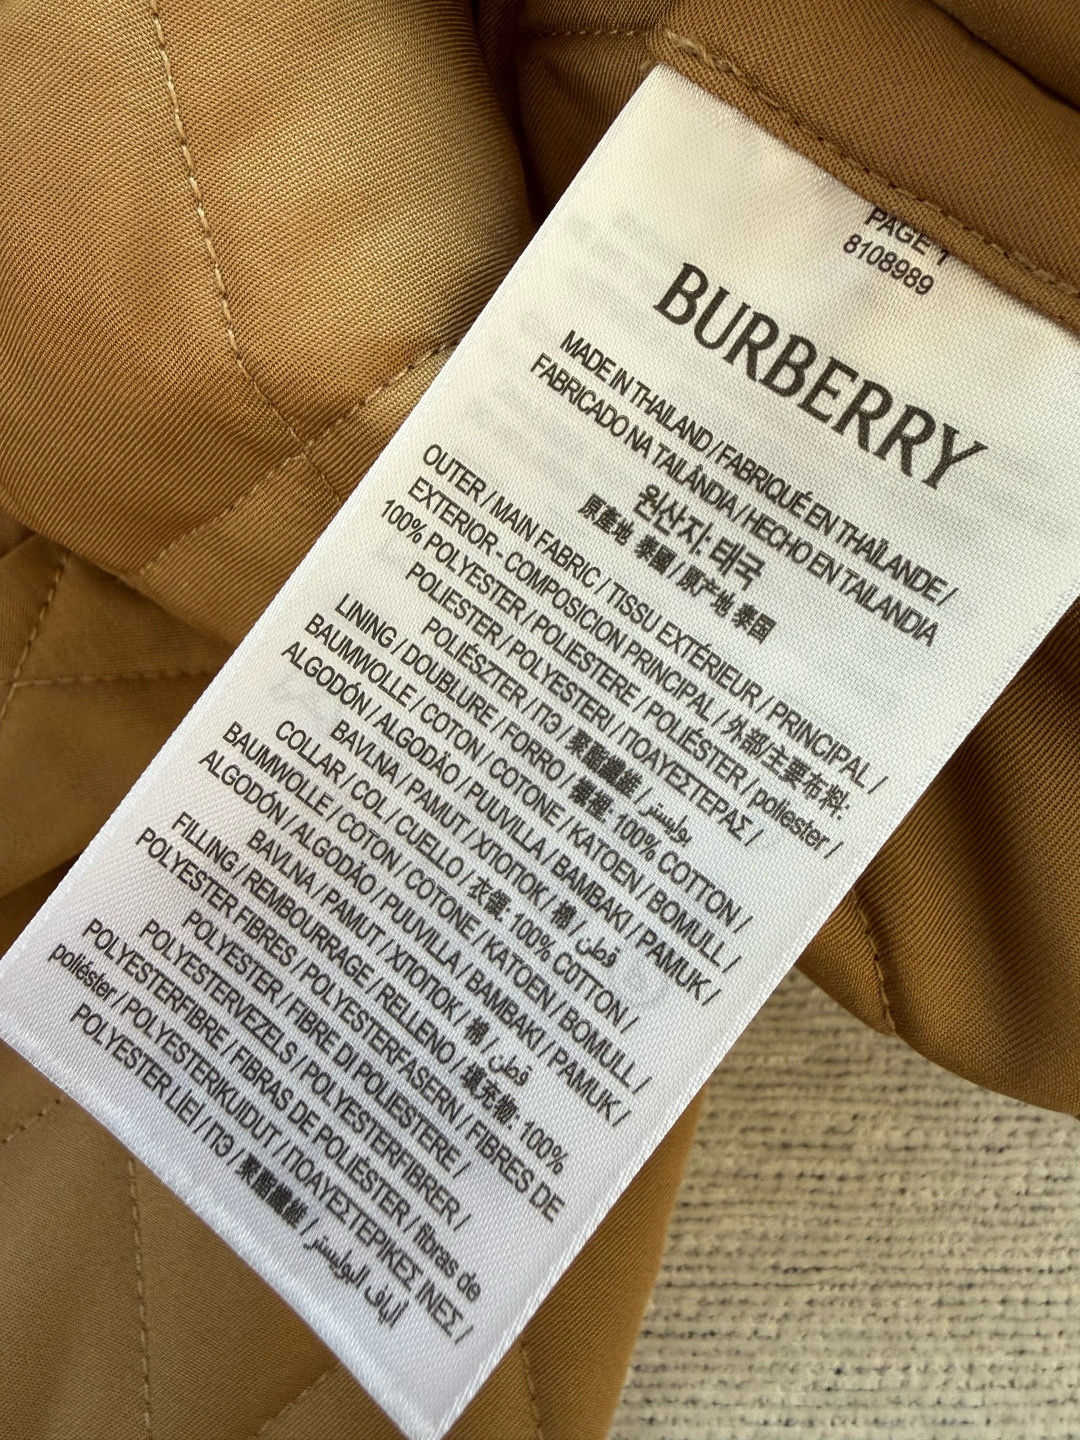 PAGE 1
8108989
BURBERRY
MADE IN THAILAND / FABRIQUÉ EN THAÏLANDE /
FABRICADO NA TAILÂNDIA / HECHO EN TAILANDIA
원산지: 태국
原產地 泰國 / 原产地 泰国
OUTER / MAIN FABRIC / TISSU EXTÉRIEUR / PRINCIPAL /
EXTERIOR - COMPOSICION PRINCIPAL / 外部/主要布料:
100% POLYESTER / POLIESTERE / POLIÉSTER / poliester /
POLIESTER / POLYESTERI / ΠΟΛΥΕΣΤΕΡΑΣ /
POLIÉSZTER / ПЭ / 聚酯纖維 / بوليستر
LINING / DOUBLURE / FORRO / 襯裡: 100% COTTON /
BAUMWOLLE / COTON / COTONE / KATOEN / BOMULL /
ALGODÓN / ALGODÃO / PUUVILLA / BAMBAKI / PAMUK /
BAVLNA / PAMUT / ХЛОПОК / 棉 / قطن
COLLAR / COL / CUELLO / 衣領: 100% COTTON /
BAUMWOLLE / COTON / COTONE / KATOEN / BOMULL /
ALGODÓN / ALGODÃO / PUUVILLA / BAMBAKI / PAMUK /
BAVLNA / PAMUT / ХЛОПОК / 棉 / قطن
FILLING / REMBOURRAGE / RELLENO / 填充物: 100%
POLYESTER FIBRES / POLYESTERFASERN / FIBRES DE
POLYESTER / FIBRE DI POLIESTERE /
POLYESTERVEZELS / POLYESTERFIBRER /
POLYESTERFIBRE / FIBRAS DE POLIÉSTER / fibras de
poliéster / POLYESTERIKUIDUT / ΠΟΛΥΕΣΤΕΡΙΚΕΣ ΙΝΕΣ /
POLYESTER LIEI / ПЭ / 聚酯纖維 / ألياف البوليستر